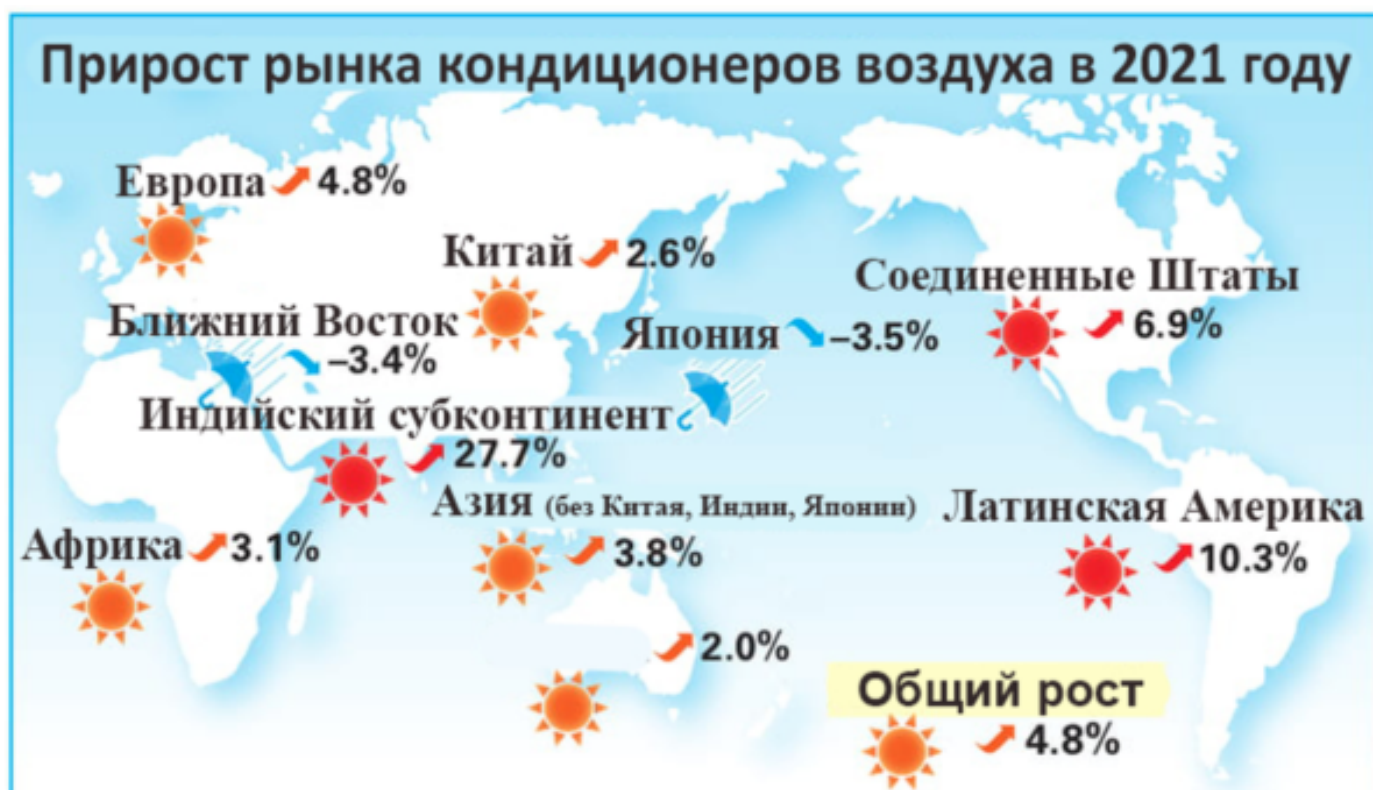 Прирост рынка кондиционеров воздуха в 2021 году
Европа 4.8%
Китай 2.6%
Соединенные Штаты
6.9%
Ближний Восток
–3.4%
Япония –3.5%
Индийский субконтинент
27.7%
Азия (без Китая, Индии, Японии)
3.8%
Латинская Америка
10.3%
Африка 3.1%
2.0%
Общий рост
4.8%